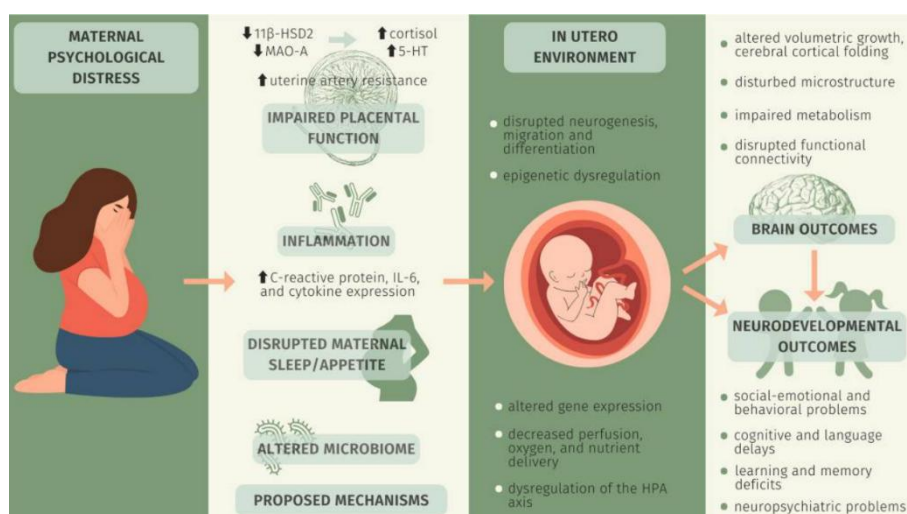 MATERNAL
PSYCHOLOGICAL
DISTRESS
⬇11β-HSD2 ⬆cortisol
⬇MAO-A ⬆5-HT
⬆uterine artery resistance
IMPAIRED PLACENTAL
FUNCTION
INFLAMMATION
⬆C-reactive protein, IL-6,
and cytokine expression
DISRUPTED MATERNAL
SLEEP/APPETITE
ALTERED MICROBIOME
PROPOSED MECHANISMS
IN UTERO
ENVIRONMENT
disrupted neurogenesis,
migration and
differentiation
epigenetic dysregulation
altered gene expression
decreased perfusion,
oxygen, and nutrient
delivery
dysregulation of the HPA
axis
altered volumetric growth,
cerebral cortical folding
disturbed microstructure
impaired metabolism
disrupted functional
connectivity
BRAIN OUTCOMES
NEURODEVELOPMENTAL
OUTCOMES
social-emotional and
behavioral problems
cognitive and language
delays
learning and memory
deficits
neuropsychiatric problems